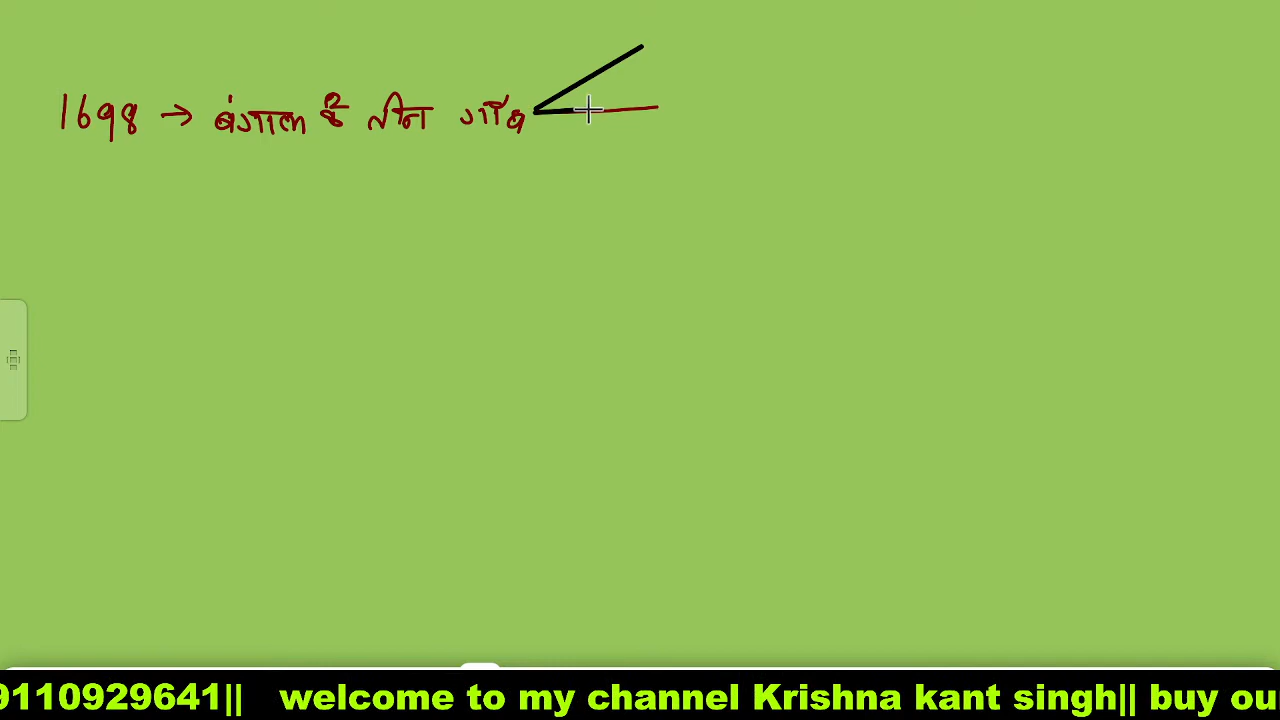 1698 → बंगाल के तीन गाँव
9110929641|| welcome to my channel Krishna kant singh|| buy ou